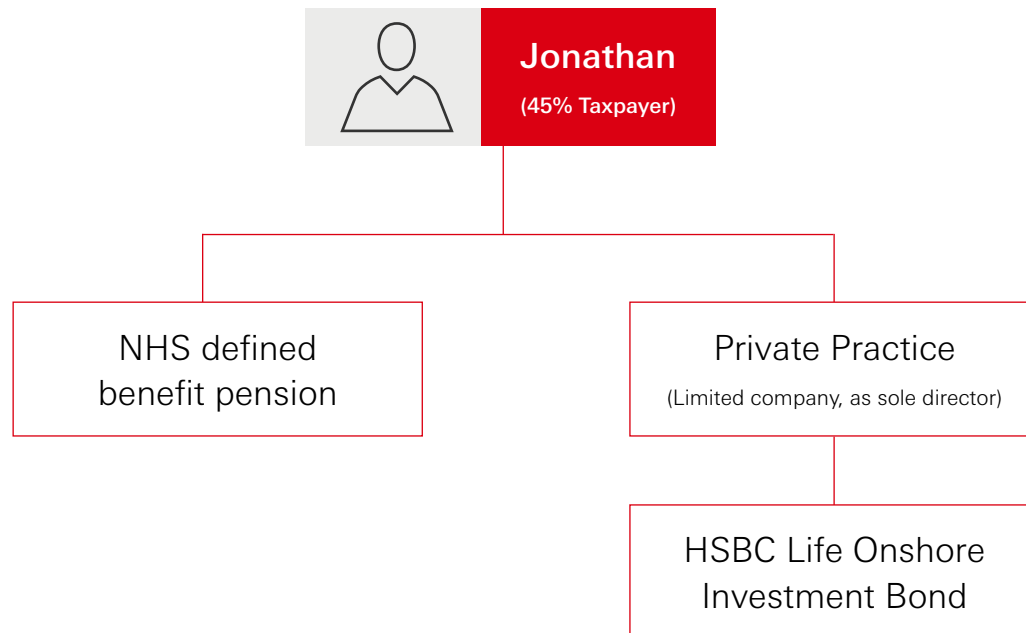 Jonathan
(45% Taxpayer)
NHS defined
benefit pension
Private Practice
(Limited company, as sole director)
HSBC Life Onshore
Investment Bond